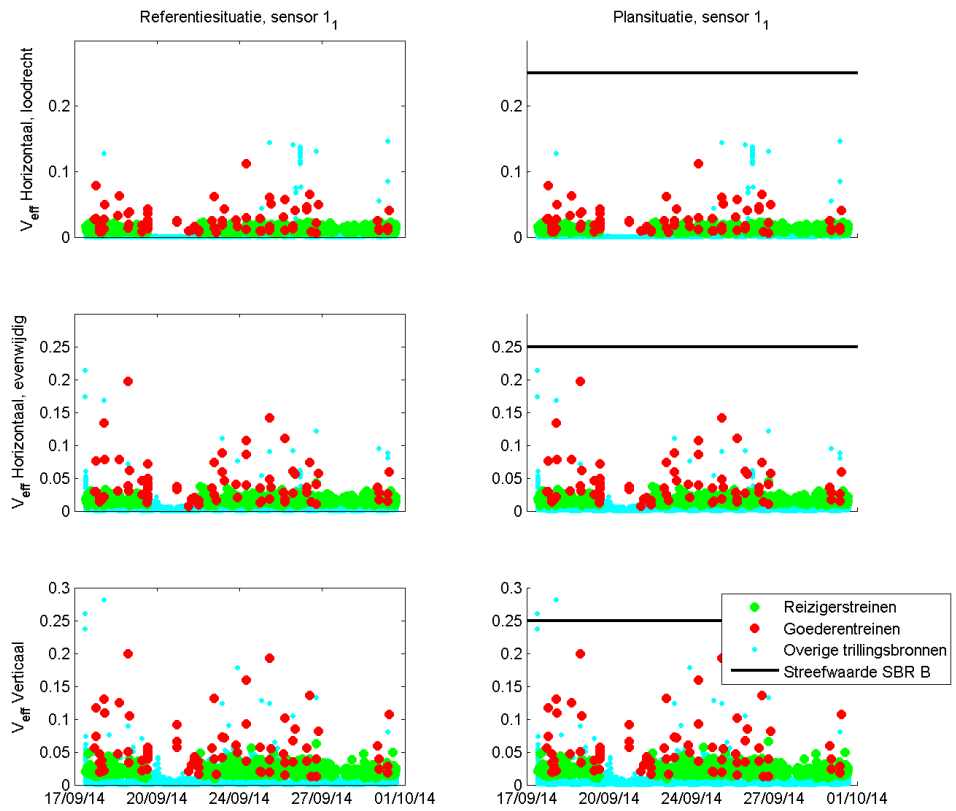 Referentiesituatie, sensor 1₁
Plansituatie, sensor 1₁
V_eff Horizontaal, loodrecht
0.2
0.1
0
0.2
0.1
0
V_eff Horizontaal, evenwijdig
0.25
0.2
0.15
0.1
0.05
0
0.25
0.2
0.15
0.1
0.05
0
V_eff Verticaal
0.3
0.25
0.2
0.15
0.1
0.05
0
17/09/14 20/09/14 24/09/14 27/09/14 01/10/14
0.3
0.25
0.2
0.15
0.1
0.05
0
17/09/14 20/09/14 24/09/14 27/09/14 01/10/14
Reizigerstreinen
Goederentreinen
Overige trillingsbronnen
Streefwaarde SBR B